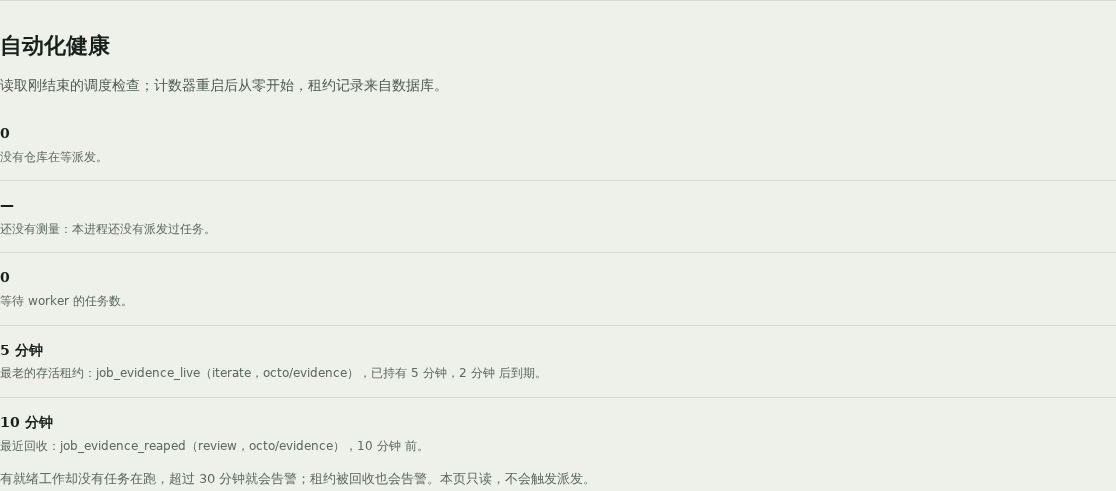 自动化健康
读取刚结束的调度检查；计数器重启后从零开始，租约记录来自数据库。
0
没有仓库在等派发。
—
还没有测量：本进程还没有派发过任务。
0
等待 worker 的任务数。
5 分钟
最老的存活租约：job_evidence_live（iterate，octo/evidence），已持有 5 分钟，2 分钟 后到期。
10 分钟
最近回收：job_evidence_reaped（review，octo/evidence），10 分钟 前。
有就绪工作却没有任务在跑，超过 30 分钟就会告警；租约被回收也会告警。本页只读，不会触发派发。